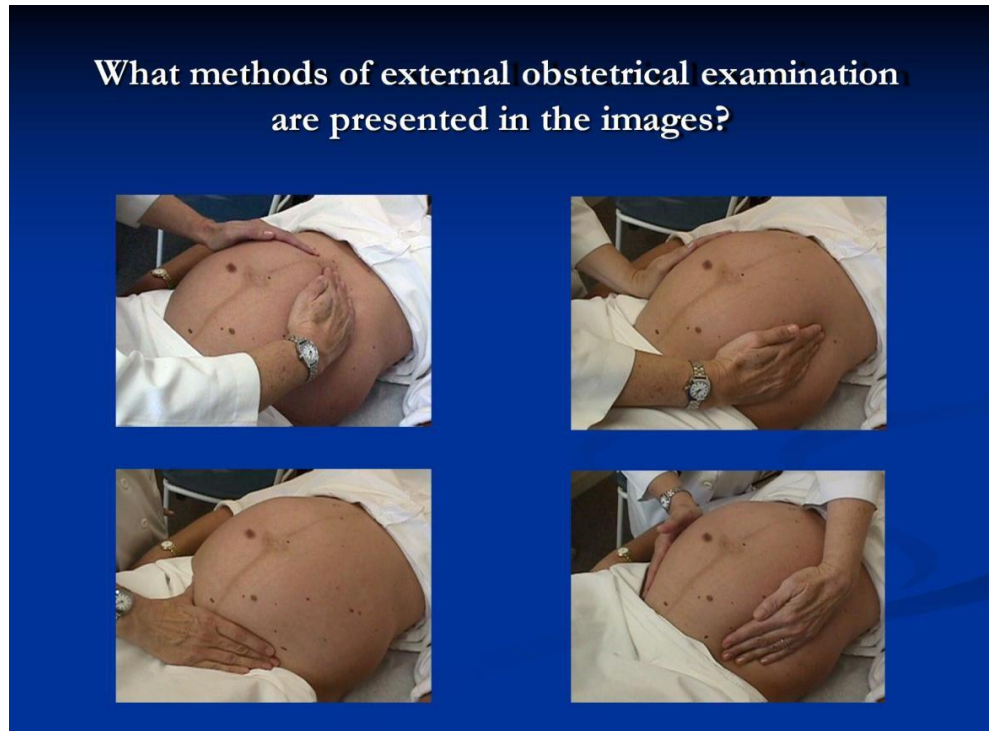 What methods of external obstetrical examination
are presented in the images?